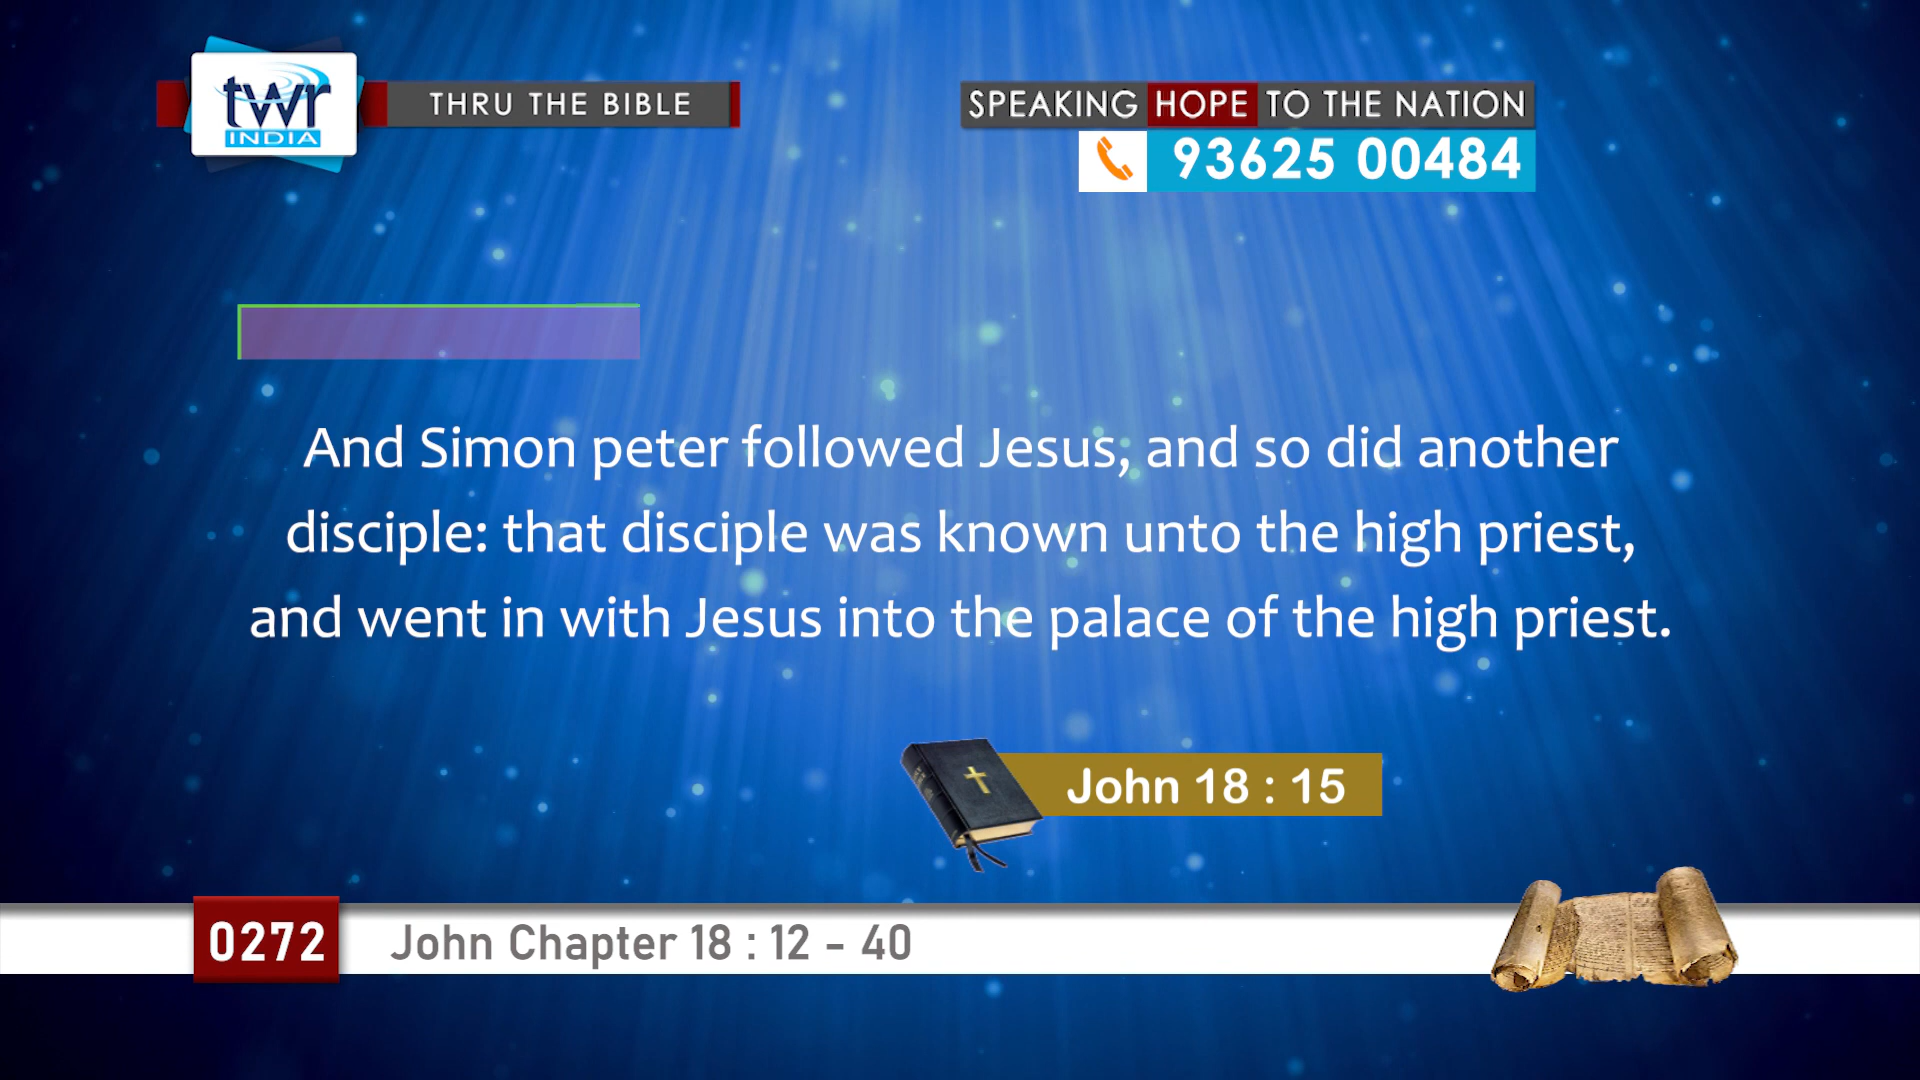 twr
INDIA
THRU THE BIBLE
SPEAKING HOPE TO THE NATION
93625 00484
And Simon peter followed Jesus, and so did another
disciple: that disciple was known unto the high priest,
and went in with Jesus into the palace of the high priest.
John 18 : 15
0272
John Chapter 18 : 12 - 40